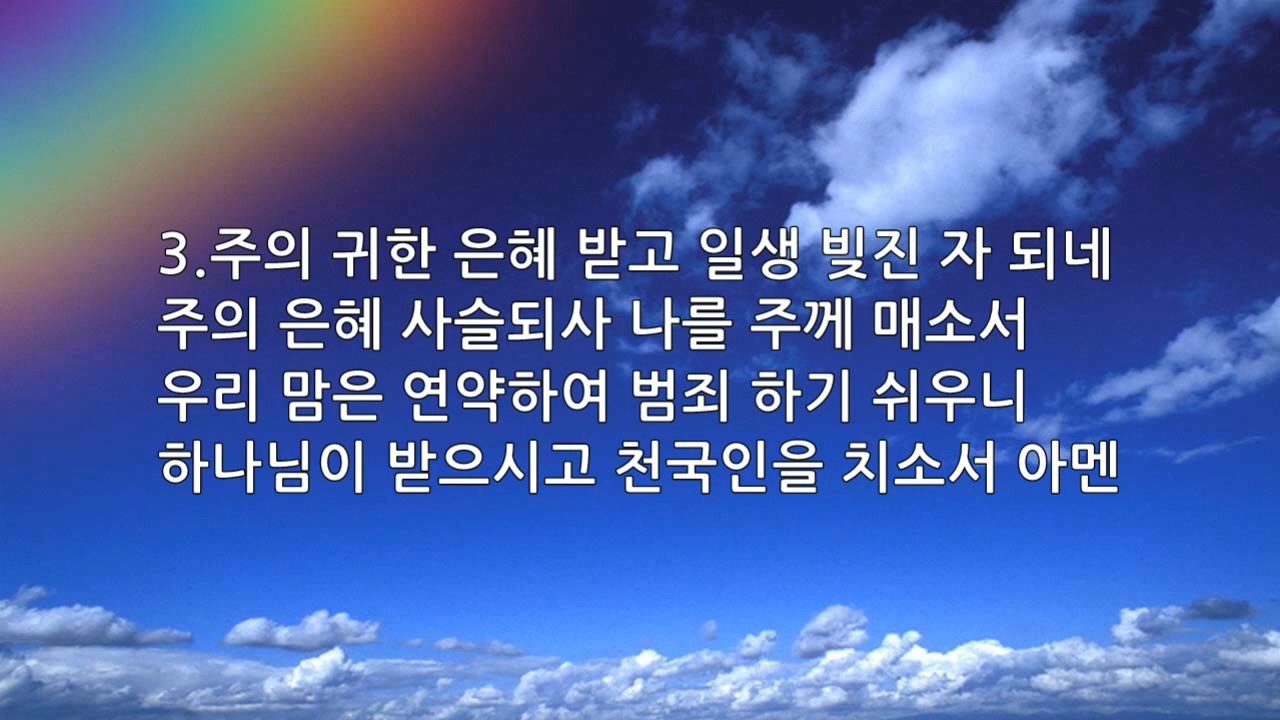 3.주의 귀한 은혜 받고 일생 빚진 자 되네
주의 은혜 사슬되사 나를 주께 매소서
우리 맘은 연약하여 범죄 하기 쉬우니
하나님이 받으시고 천국인을 치소서 아멘